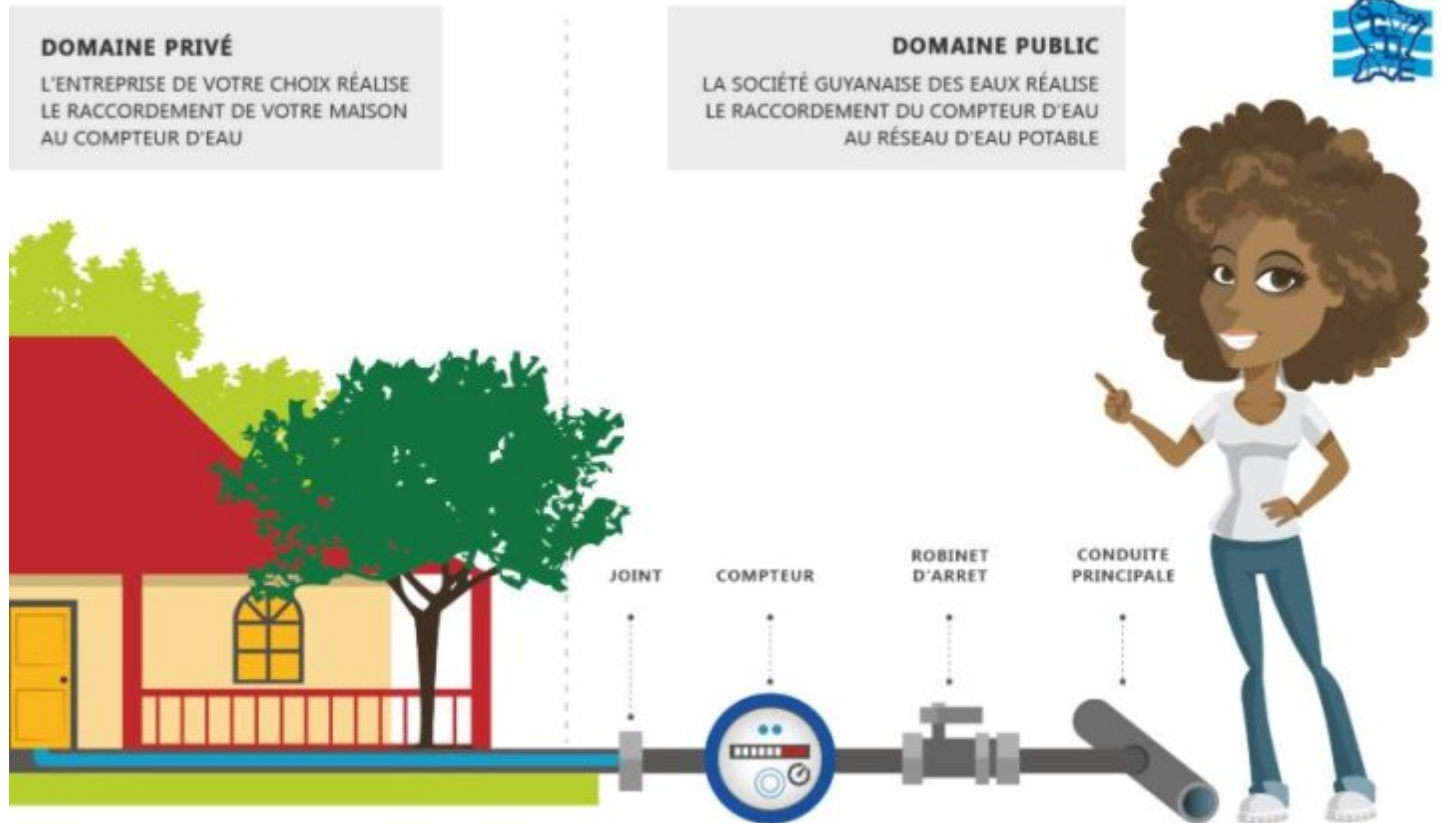 DOMAINE PRIVÉ
L'ENTREPRISE DE VOTRE CHOIX RÉALISE
LE RACCORDEMENT DE VOTRE MAISON
AU COMPTEUR D'EAU
DOMAINE PUBLIC
LA SOCIÉTÉ GUYANAISE DES EAUX RÉALISE
LE RACCORDEMENT DU COMPTEUR D'EAU
AU RÉSEAU D'EAU POTABLE
JOINT
COMPTEUR
ROBINET
D'ARRET
CONDUITE
PRINCIPALE